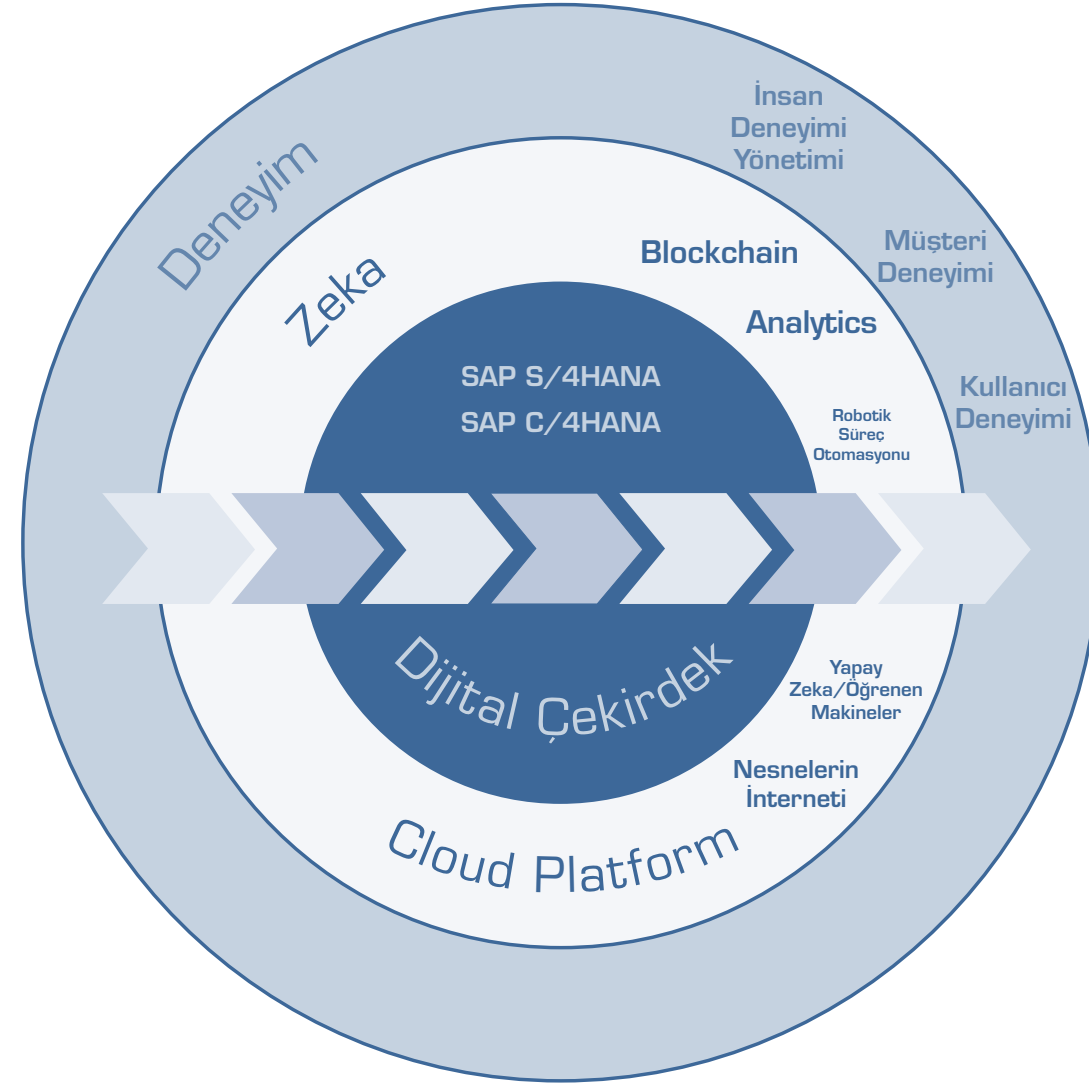 Deneyim
İnsan
Deneyimi
Yönetimi
Müşteri
Deneyimi
Kullanıcı
Deneyimi
Zeka
Blockchain
Analytics
Robotik
Süreç
Otomasyonu
SAP S/4HANA
SAP C/4HANA
Dijital Çekirdek
Yapay
Zeka/Öğrenen
Makineler
Nesnelerin
İnterneti
Cloud Platform